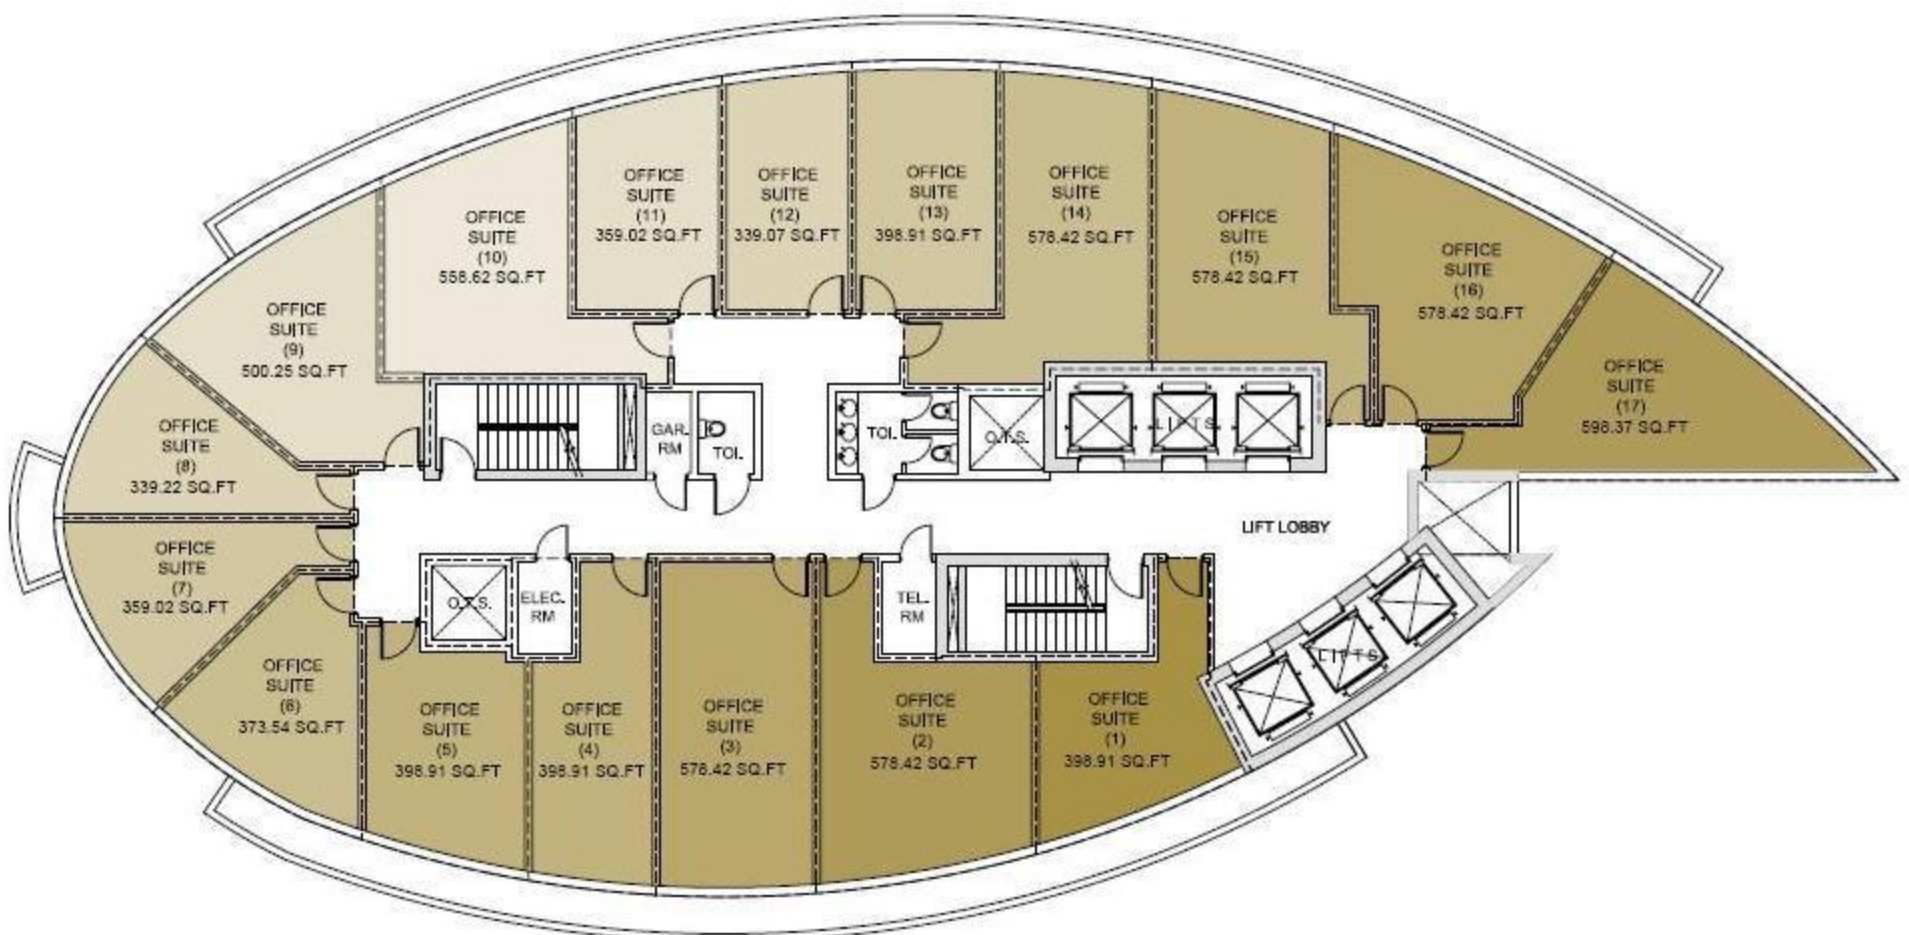 OFFICE
SUITE
(11)
359.02 SQ.FT
OFFICE
SUITE
(12)
339.07 SQ.FT
OFFICE
SUITE
(13)
398.91 SQ.FT
OFFICE
SUITE
(14)
578.42 SQ.FT
OFFICE
SUITE
(10)
558.62 SQ.FT
OFFICE
SUITE
(15)
578.42 SQ.FT
OFFICE
SUITE
(16)
578.42 SQ.FT
OFFICE
SUITE
(9)
500.25 SQ.FT
OFFICE
SUITE
(17)
598.37 SQ.FT
OFFICE
SUITE
(8)
339.22 SQ.FT
GAR.
RM
TOI.
TOI.
O.T.S.
LIFTS
LIFT LOBBY
OFFICE
SUITE
(7)
359.02 SQ.FT
O.T.S.
ELEC.
RM
TEL.
RM
LIFTS
OFFICE
SUITE
(6)
373.54 SQ.FT
OFFICE
SUITE
(5)
398.91 SQ.FT
OFFICE
SUITE
(4)
398.91 SQ.FT
OFFICE
SUITE
(3)
578.42 SQ.FT
OFFICE
SUITE
(2)
578.42 SQ.FT
OFFICE
SUITE
(1)
398.91 SQ.FT